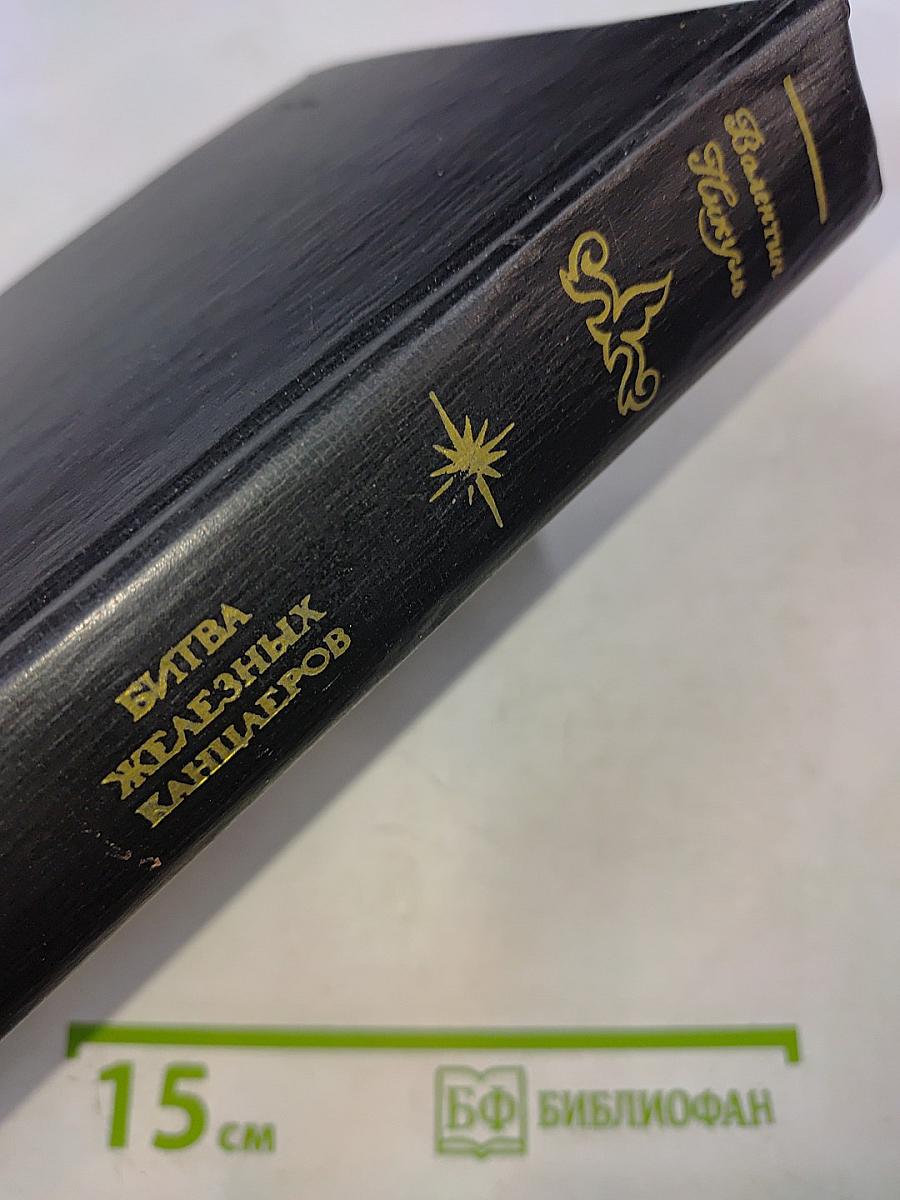 Валентин
Пикуль
БИТВА
ЖЕЛЕЗНЫХ
КАНЦЛЕРОВ
15 см
БФ БИБЛИОФАН